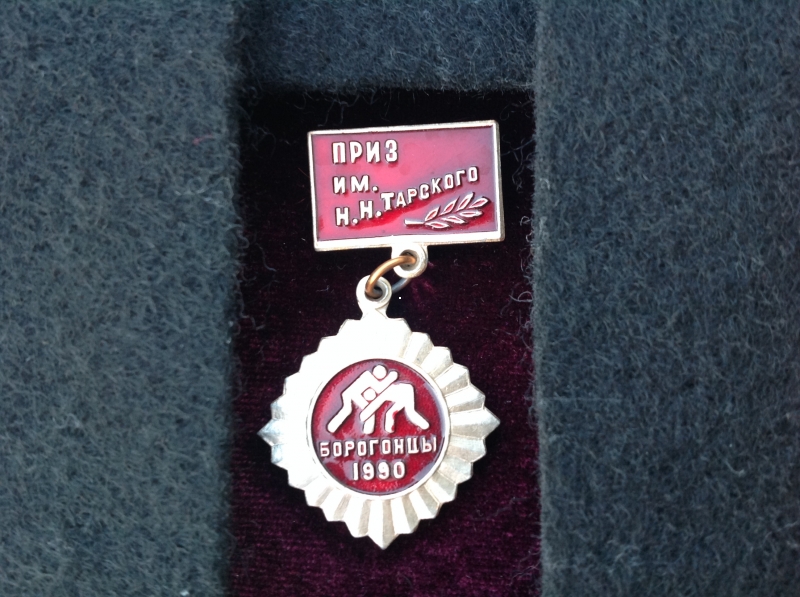 ПРИЗ
ИМ.
Н.Н.ТАРСКОГО
БОРОГОНЦЫ
1990